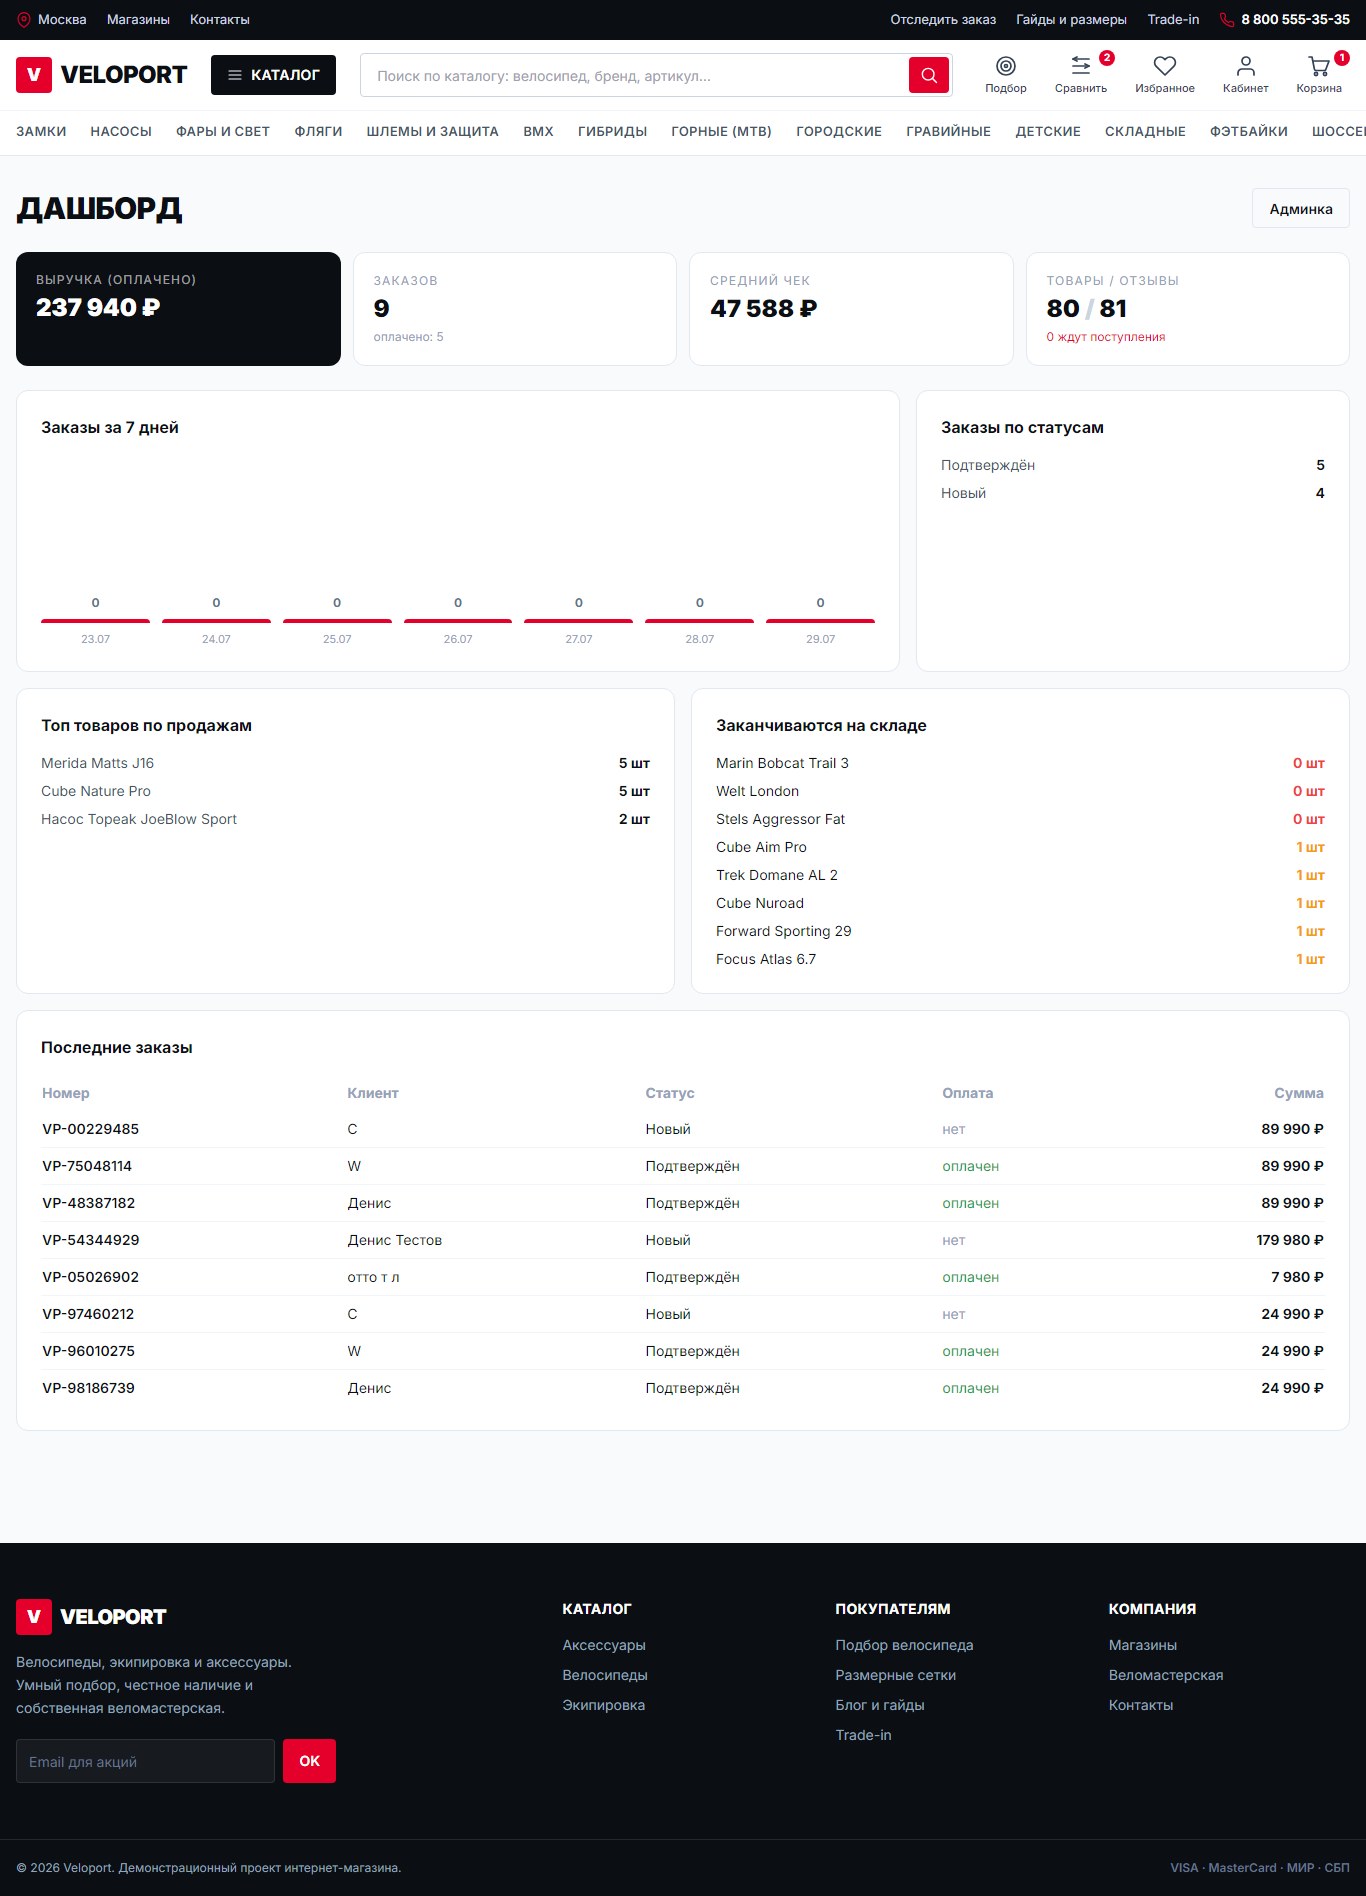 Москва Магазины Контакты Отследить заказ Гайды и размеры Trade-in 8 800 555-35-35
V VELOPORT КАТАЛОГ Поиск по каталогу: велосипед, бренд, артикул... Подбор Сравнить 2 Избранное Кабинет Корзина 1
ЗАМКИ НАСОСЫ ФАРЫ И СВЕТ ФЛЯГИ ШЛЕМЫ И ЗАЩИТА BMX ГИБРИДЫ ГОРНЫЕ (MTB) ГОРОДСКИЕ ГРАВИЙНЫЕ ДЕТСКИЕ СКЛАДНЫЕ ФЭТБАЙКИ ШОССЕ
ДАШБОРД Админка
ВЫРУЧКА (ОПЛАЧЕНО)
237 940 ₽
ЗАКАЗОВ
9
оплачено: 5
СРЕДНИЙ ЧЕК
47 588 ₽
ТОВАРЫ / ОТЗЫВЫ
80 / 81
0 ждут поступления
Заказы за 7 дней
0 0 0 0 0 0 0
23.07 24.07 25.07 26.07 27.07 28.07 29.07
Заказы по статусам
Подтверждён 5
Новый 4
Топ товаров по продажам
Merida Matts J16 5 шт
Cube Nature Pro 5 шт
Насос Topeak JoeBlow Sport 2 шт
Заканчиваются на складе
Marin Bobcat Trail 3 0 шт
Welt London 0 шт
Stels Aggressor Fat 0 шт
Cube Aim Pro 1 шт
Trek Domane AL 2 1 шт
Cube Nuroad 1 шт
Forward Sporting 29 1 шт
Focus Atlas 6.7 1 шт
Последние заказы
Номер Клиент Статус Оплата Сумма
VP-00229485 С Новый нет 89 990 ₽
VP-75048114 W Подтверждён оплачен 89 990 ₽
VP-48387182 Денис Подтверждён оплачен 89 990 ₽
VP-54344929 Денис Тестов Новый нет 179 980 ₽
VP-05026902 отто т л Подтверждён оплачен 7 980 ₽
VP-97460212 С Новый нет 24 990 ₽
VP-96010275 W Подтверждён оплачен 24 990 ₽
VP-98186739 Денис Подтверждён оплачен 24 990 ₽
V VELOPORT
Велосипеды, экипировка и аксессуары.
Умный подбор, честное наличие и
собственная веломастерская.
Email для акций OK
КАТАЛОГ
Аксессуары
Велосипеды
Экипировка
ПОКУПАТЕЛЯМ
Подбор велосипеда
Размерные сетки
Блог и гайды
Trade-in
КОМПАНИЯ
Магазины
Веломастерская
Контакты
© 2026 Veloport. Демонстрационный проект интернет-магазина. VISA · MasterCard · МИР · СБП